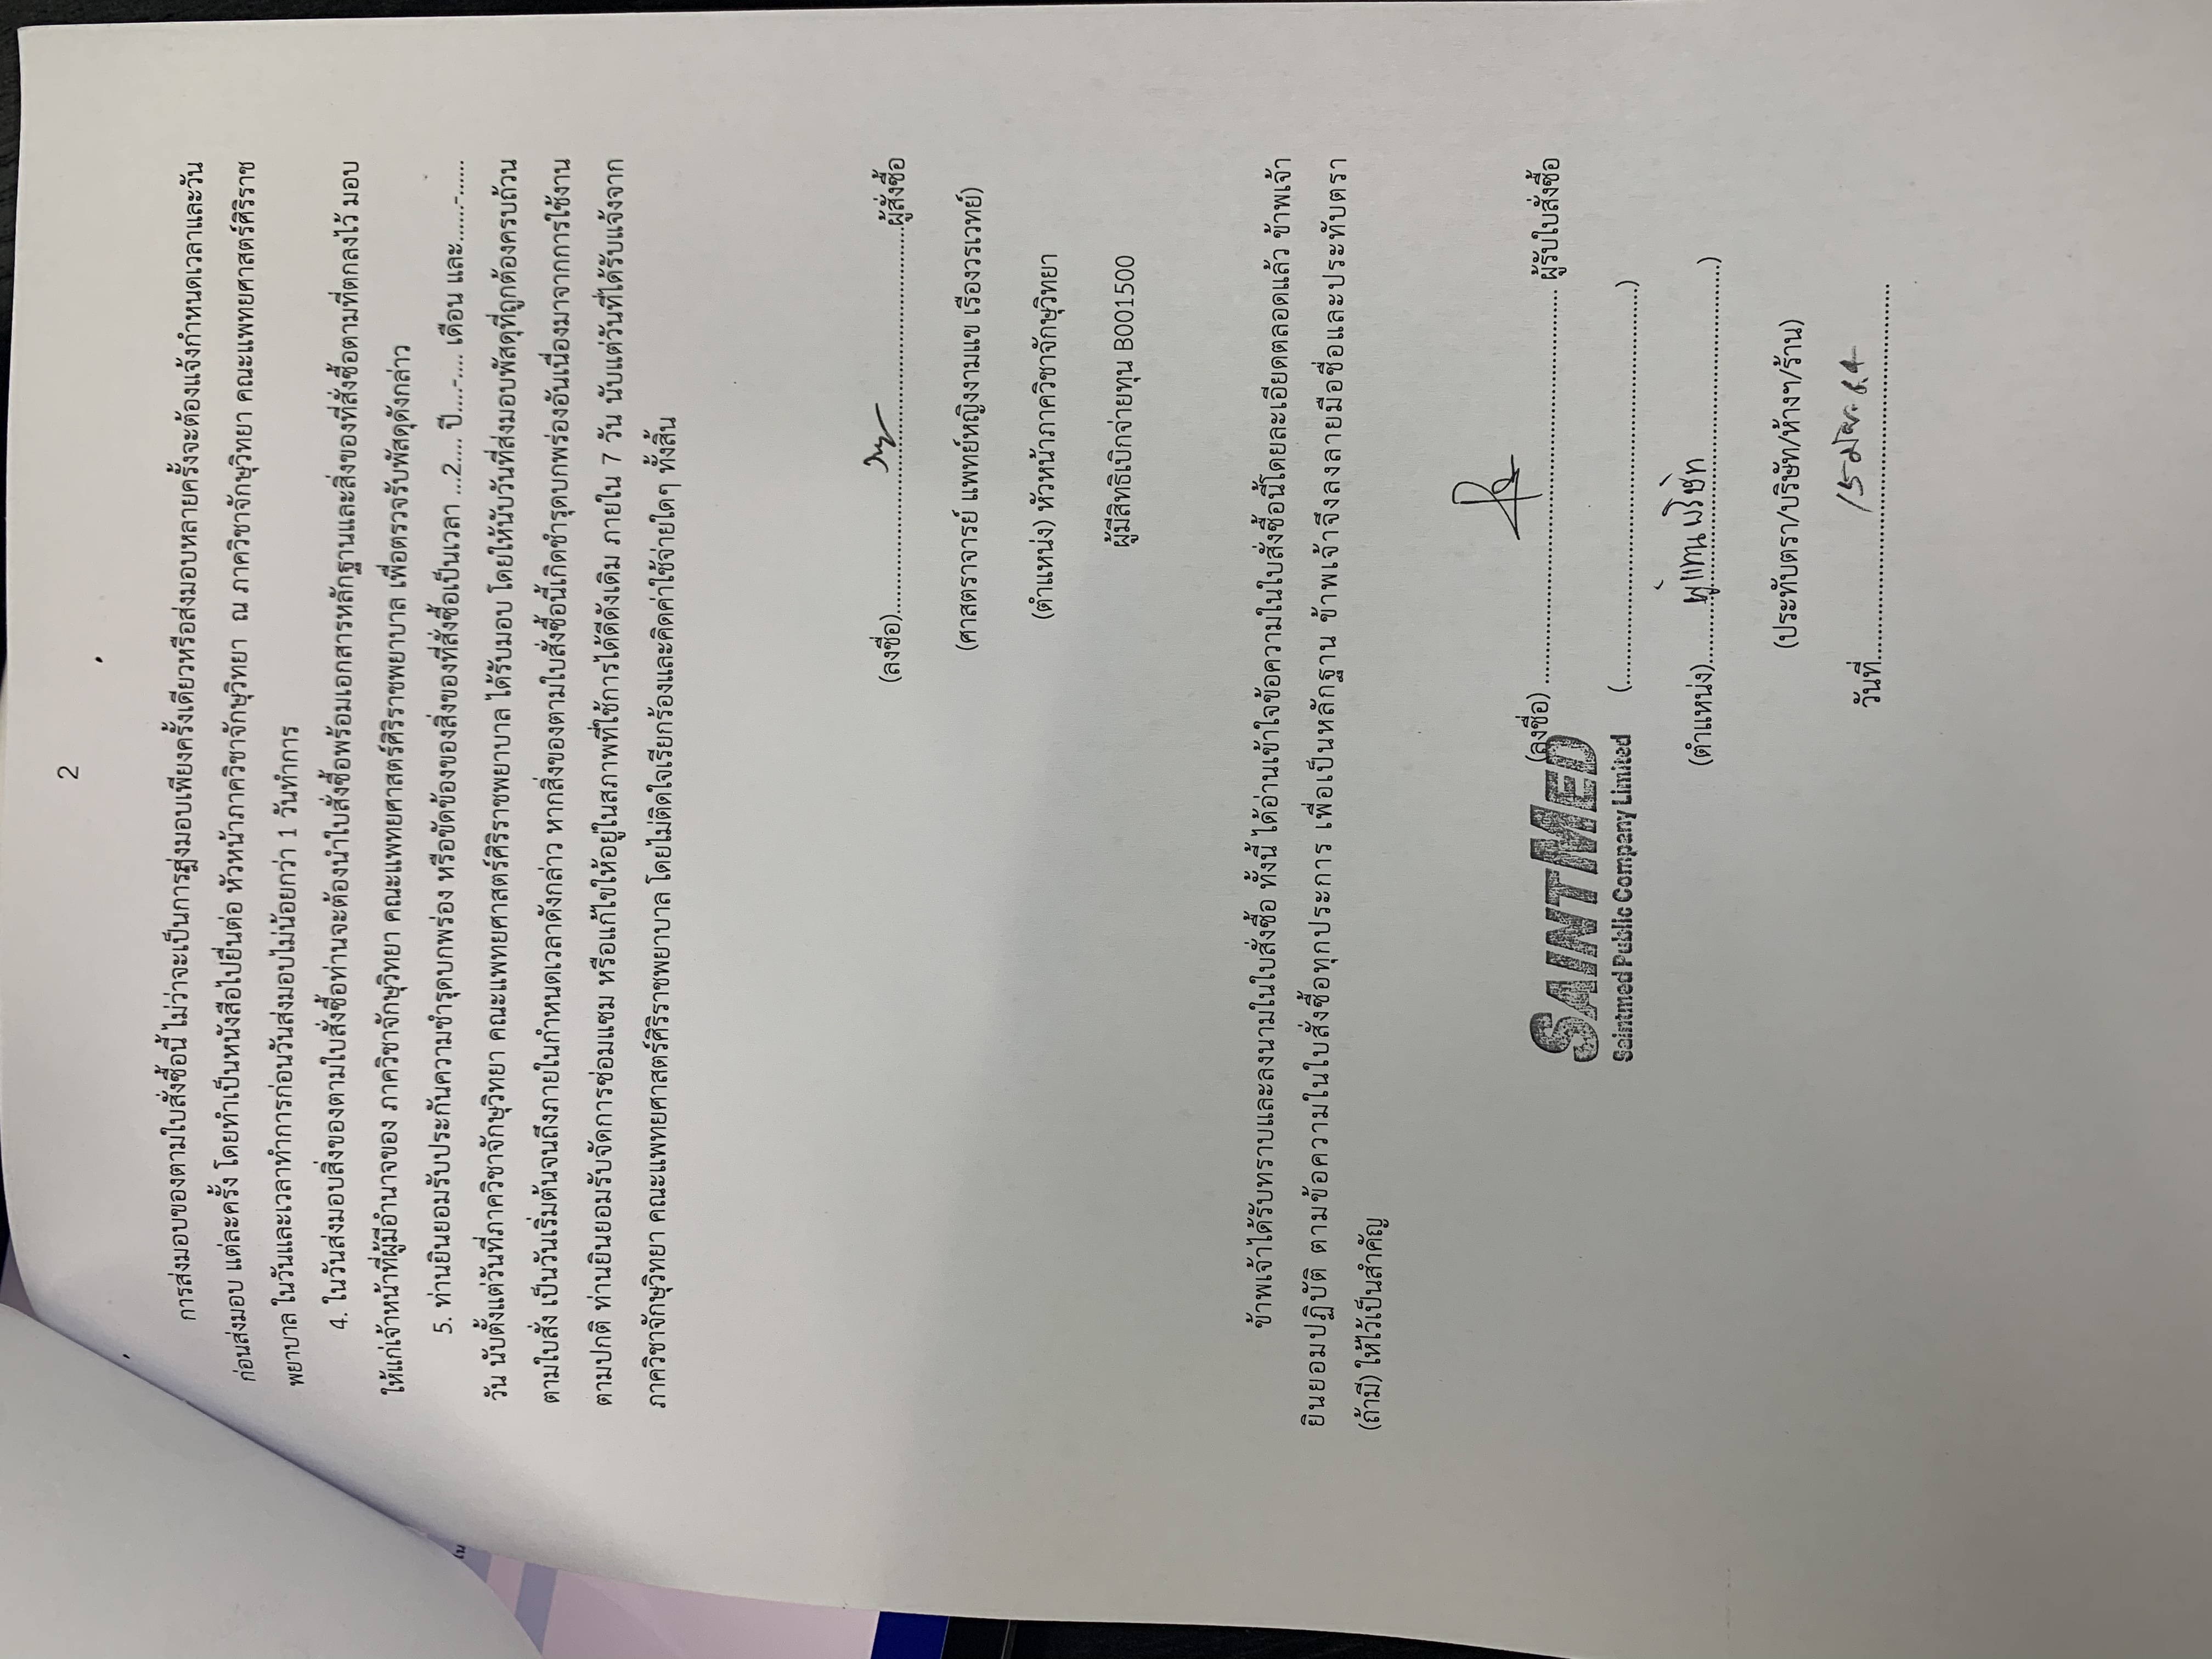 2
การส่งมอบของตามใบสั่งซื้อนี้ ไม่ว่าจะเป็นการส่งมอบเพียงครั้งเดียวหรือส่งมอบหลายครั้งจะต้องแจ้งกำหนดเวลาและวัน
ก่อนส่งมอบ แต่ละครั้ง โดยทำเป็นหนังสือไปยื่นต่อ หัวหน้าภาควิชาจักษุวิทยา ณ ภาควิชาจักษุวิทยา คณะแพทยศาสตร์ศิริราช
พยาบาล ในวันและเวลาทำการก่อนวันส่งมอบไม่น้อยกว่า 1 วันทำการ
4. ในวันส่งมอบสิ่งของตามใบสั่งซื้อท่านจะต้องนำใบสั่งซื้อพร้อมเอกสารหลักฐานและสิ่งของที่สั่งซื้อตามที่ตกลงไว้ มอบ
ให้แก่เจ้าหน้าที่ผู้มีอำนาจของ ภาควิชาจักษุวิทยา คณะแพทยศาสตร์ศิริราชพยาบาล เพื่อตรวจรับพัสดุดังกล่าว
5. ท่านยินยอมรับประกันความชำรุดบกพร่อง หรือขัดข้องของสิ่งของที่สั่งซื้อเป็นเวลา ...2.... ปี....-.... เดือน และ......-......
วัน นับตั้งแต่วันที่ภาควิชาจักษุวิทยา คณะแพทยศาสตร์ศิริราชพยาบาล ได้รับมอบ โดยให้นับวันที่ส่งมอบพัสดุที่ถูกต้องครบถ้วน
ตามใบสั่ง เป็นวันเริ่มต้นจนถึงภายในกำหนดเวลาดังกล่าว หากสิ่งของตามใบสั่งซื้อนี้เกิดชำรุดบกพร่องอันเนื่องมาจากการใช้งาน
ตามปกติ ท่านยินยอมรับจัดการซ่อมแซม หรือแก้ไขให้อยู่ในสภาพที่ใช้การได้ดีดังเดิม ภายใน 7 วัน นับแต่วันที่ได้รับแจ้งจาก
ภาควิชาจักษุวิทยา คณะแพทยศาสตร์ศิริราชพยาบาล โดยไม่ติดใจเรียกร้องและคิดค่าใช้จ่ายใดๆ ทั้งสิ้น
(ลงชื่อ)..........................................................ผู้สั่งซื้อ
(ศาสตราจารย์ แพทย์หญิงงามแข เรืองวรเวทย์)
(ตำแหน่ง) หัวหน้าภาควิชาจักษุวิทยา
ผู้มีสิทธิเบิกจ่ายทุน B001500
ข้าพเจ้าได้รับทราบและลงนามในใบสั่งซื้อ ทั้งนี้ ได้อ่านเข้าใจข้อความในใบสั่งซื้อนี้โดยละเอียดตลอดแล้ว ข้าพเจ้า
ยินยอมปฏิบัติ ตามข้อความในใบสั่งซื้อทุกประการ เพื่อเป็นหลักฐาน ข้าพเจ้าจึงลงลายมือชื่อและประทับตรา
(ถ้ามี) ให้ไว้เป็นสำคัญ
(ลงชื่อ) .......................................................... ผู้รับใบสั่งซื้อ
SAINTMED
Saintmed Public Company Limited
(..........................................................)
(ตำแหน่ง)..........ผู้แทนบริษัท..............................)
(ประทับตรา/บริษัท/ห้างฯ/ร้าน)
วันที่......................15 มิย. 64..........